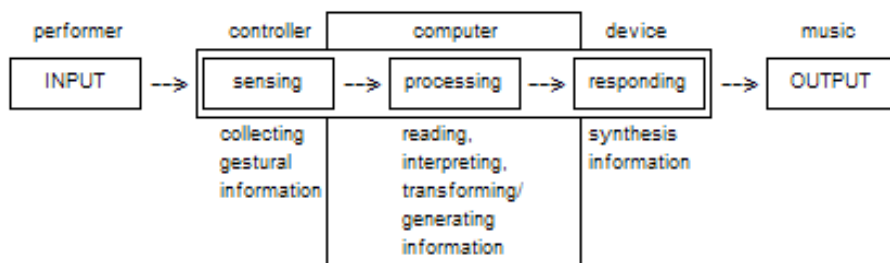 performer controller computer device music
INPUT --> sensing --> processing --> responding --> OUTPUT
collecting
gestural
information
reading,
interpreting,
transforming/
generating
information
synthesis
information